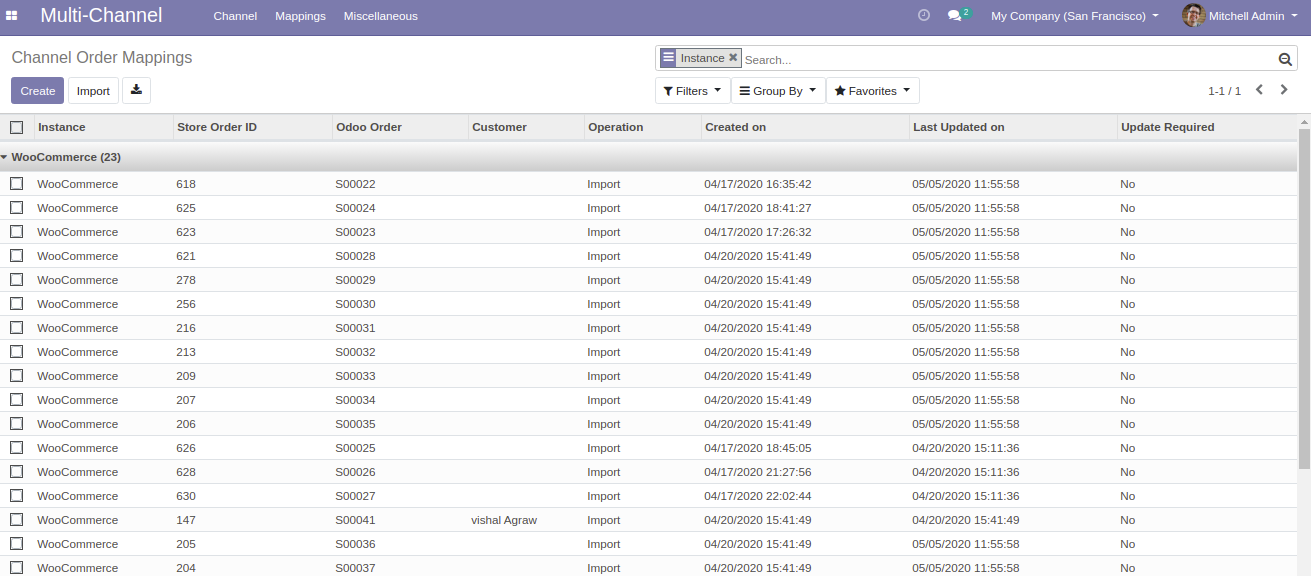 Multi-Channel Channel Mappings Miscellaneous 2 My Company (San Francisco) Mitchell Admin
Channel Order Mappings Instance Search...
Create Import Filters Group By Favorites 1-1 / 1
Instance Store Order ID Odoo Order Customer Operation Created on Last Updated on Update Required
WooCommerce (23)
WooCommerce 618 S00022 Import 04/17/2020 16:35:42 05/05/2020 11:55:58 No
WooCommerce 625 S00024 Import 04/17/2020 18:41:27 05/05/2020 11:55:58 No
WooCommerce 623 S00023 Import 04/17/2020 17:26:32 05/05/2020 11:55:58 No
WooCommerce 621 S00028 Import 04/20/2020 15:41:49 05/05/2020 11:55:58 No
WooCommerce 278 S00029 Import 04/20/2020 15:41:49 05/05/2020 11:55:58 No
WooCommerce 256 S00030 Import 04/20/2020 15:41:49 05/05/2020 11:55:58 No
WooCommerce 216 S00031 Import 04/20/2020 15:41:49 05/05/2020 11:55:58 No
WooCommerce 213 S00032 Import 04/20/2020 15:41:49 05/05/2020 11:55:58 No
WooCommerce 209 S00033 Import 04/20/2020 15:41:49 05/05/2020 11:55:58 No
WooCommerce 207 S00034 Import 04/20/2020 15:41:49 05/05/2020 11:55:58 No
WooCommerce 206 S00035 Import 04/20/2020 15:41:49 05/05/2020 11:55:58 No
WooCommerce 626 S00025 Import 04/17/2020 18:45:05 04/20/2020 15:11:36 No
WooCommerce 628 S00026 Import 04/17/2020 21:27:56 04/20/2020 15:11:36 No
WooCommerce 630 S00027 Import 04/17/2020 22:02:44 04/20/2020 15:11:36 No
WooCommerce 147 S00041 vishal Agraw Import 04/20/2020 15:41:49 04/20/2020 15:41:49 No
WooCommerce 205 S00036 Import 04/20/2020 15:41:49 05/05/2020 11:55:58 No
WooCommerce 204 S00037 Import 04/20/2020 15:41:49 05/05/2020 11:55:58 No